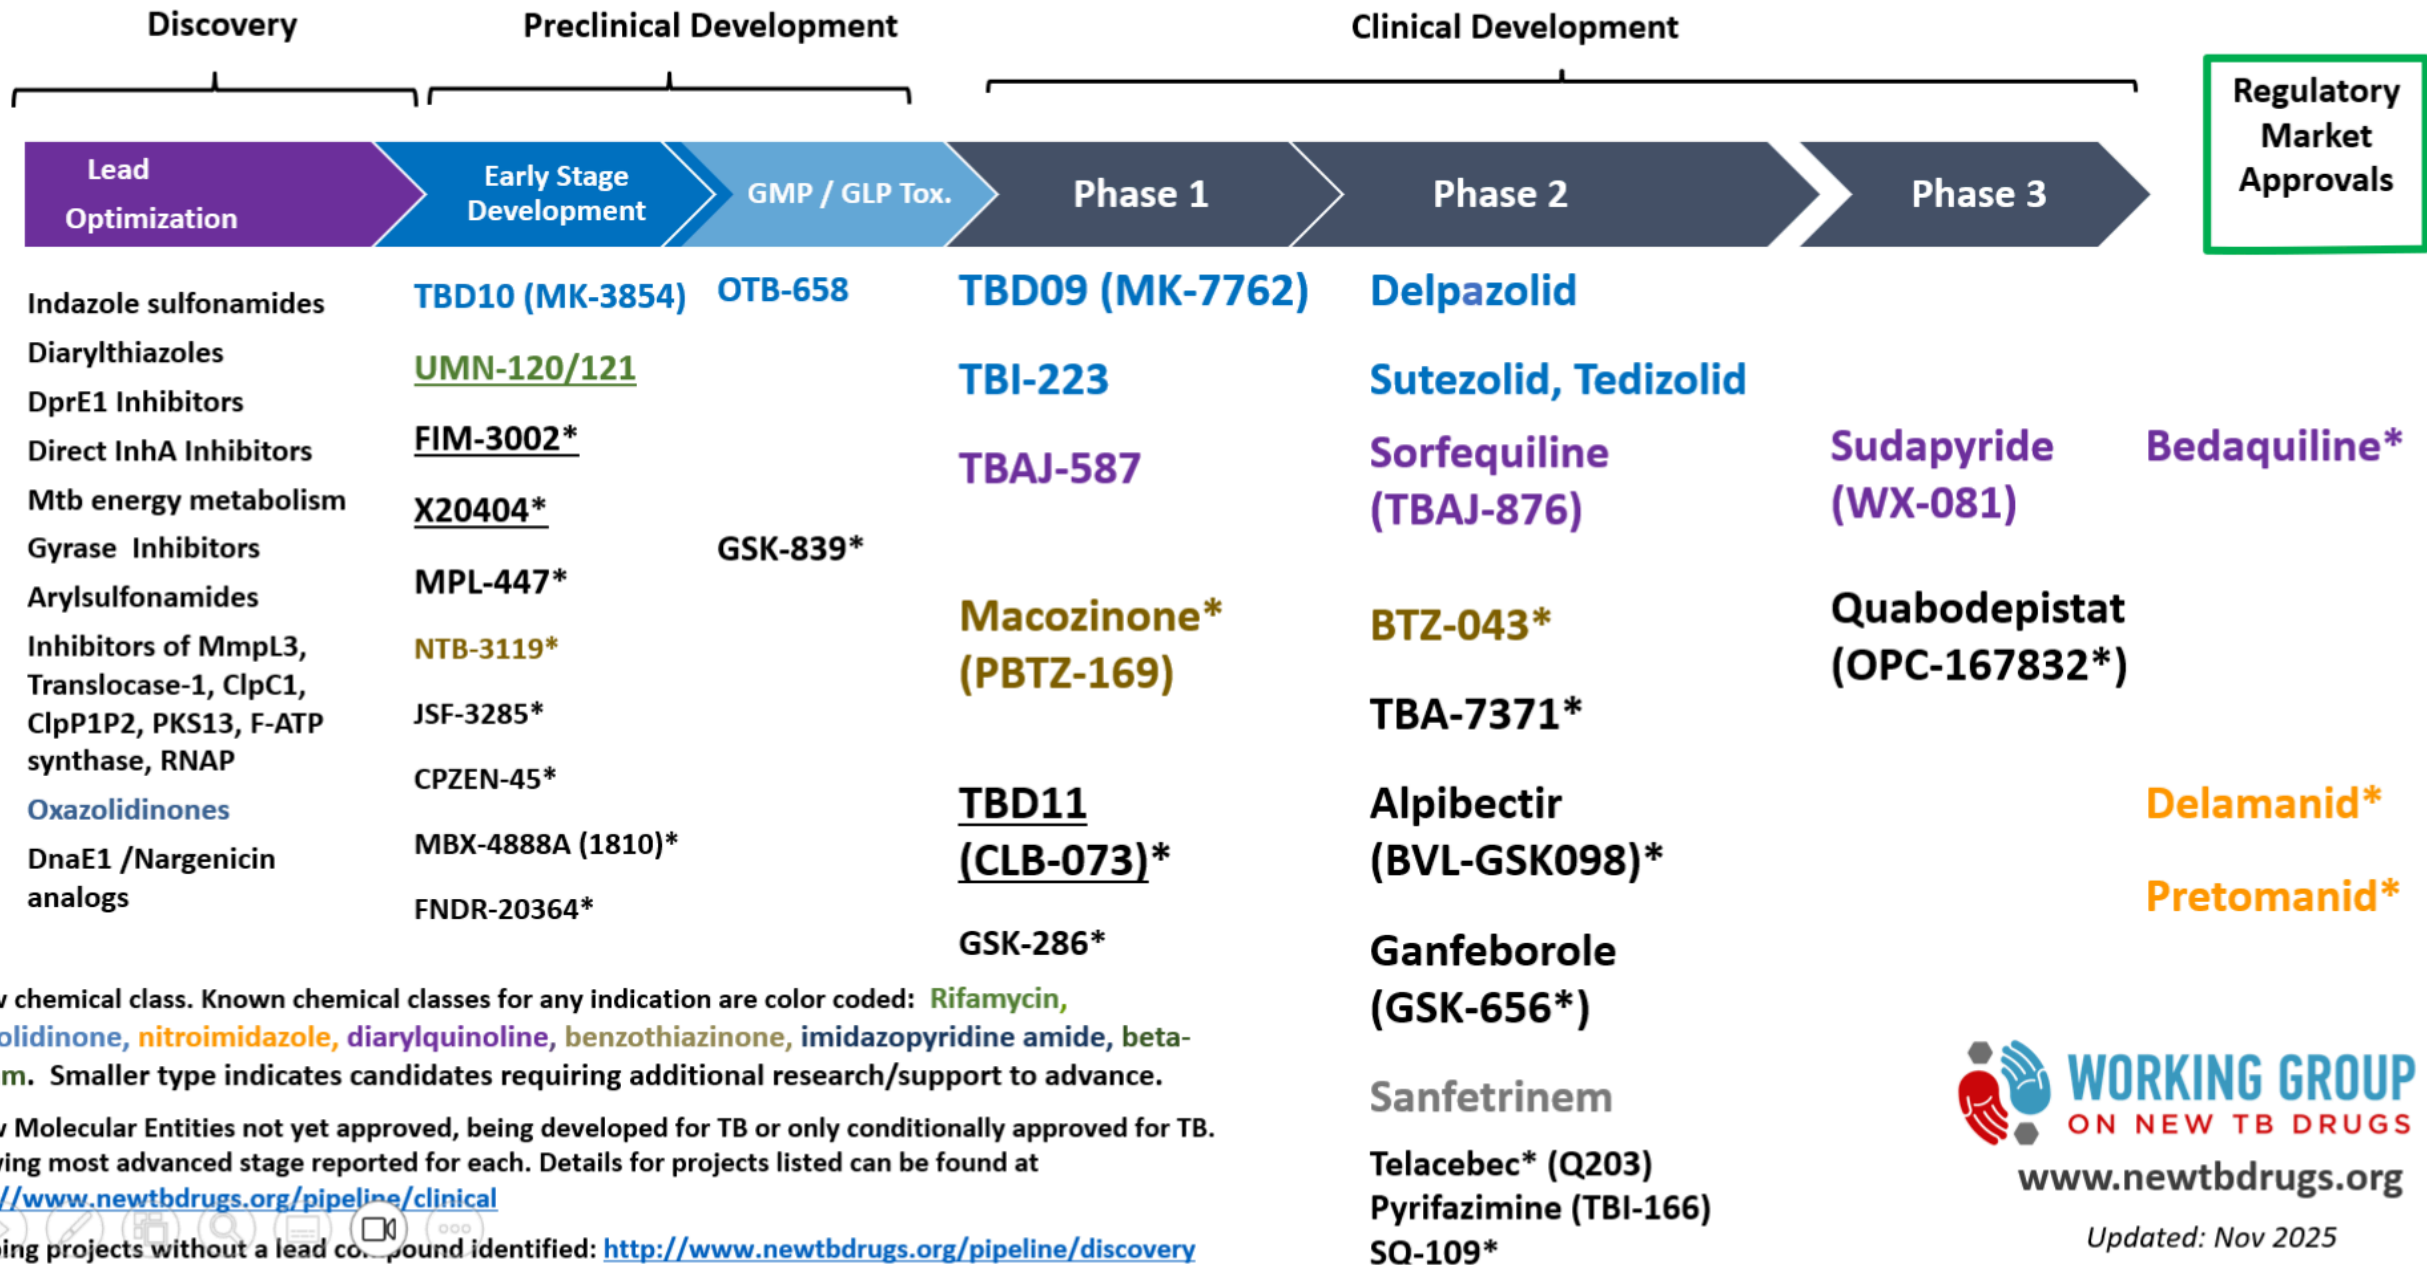 Discovery
Preclinical Development
Clinical Development
Regulatory
Market
Approvals
Lead
Optimization
Early Stage
Development
GMP / GLP Tox.
Phase 1
Phase 2
Phase 3
Indazole sulfonamides
Diarylthiazoles
DprE1 Inhibitors
Direct InhA Inhibitors
Mtb energy metabolism
Gyrase Inhibitors
Arylsulfonamides
Inhibitors of MmpL3,
Translocase-1, ClpC1,
ClpP1P2, PKS13, F-ATP
synthase, RNAP
Oxazolidinones
DnaE1 /Nargenicin
analogs
TBD10 (MK-3854)
UMN-120/121
FIM-3002*
X20404*
MPL-447*
NTB-3119*
JSF-3285*
CPZEN-45*
MBX-4888A (1810)*
FNDR-20364*
OTB-658
GSK-839*
TBD09 (MK-7762)
TBI-223
TBAJ-587
Macozinone*
(PBTZ-169)
TBD11
(CLB-073)*
GSK-286*
Delpazolid
Sutezolid, Tedizolid
Sorfequiline
(TBAJ-876)
BTZ-043*
TBA-7371*
Alpibectir
(BVL-GSK098)*
Ganfeborole
(GSK-656*)
Sanfetrinem
Telacebec* (Q203)
Pyrifazimine (TBI-166)
SQ-109*
Sudapyride
(WX-081)
Quabodepistat
(OPC-167832*)
Bedaquiline*
Delamanid*
Pretomanid*
chemical class. Known chemical classes for any indication are color coded: Rifamycin,
olidinone, nitroimidazole, diarylquinoline, benzothiazinone, imidazopyridine amide, beta-
m. Smaller type indicates candidates requiring additional research/support to advance.
Molecular Entities not yet approved, being developed for TB or only conditionally approved for TB.
ing most advanced stage reported for each. Details for projects listed can be found at
//www.newtbdrugs.org/pipeline/clinical
ing projects without a lead compound identified: http://www.newtbdrugs.org/pipeline/discovery
WORKING GROUP
ON NEW TB DRUGS
www.newtbdrugs.org
Updated: Nov 2025